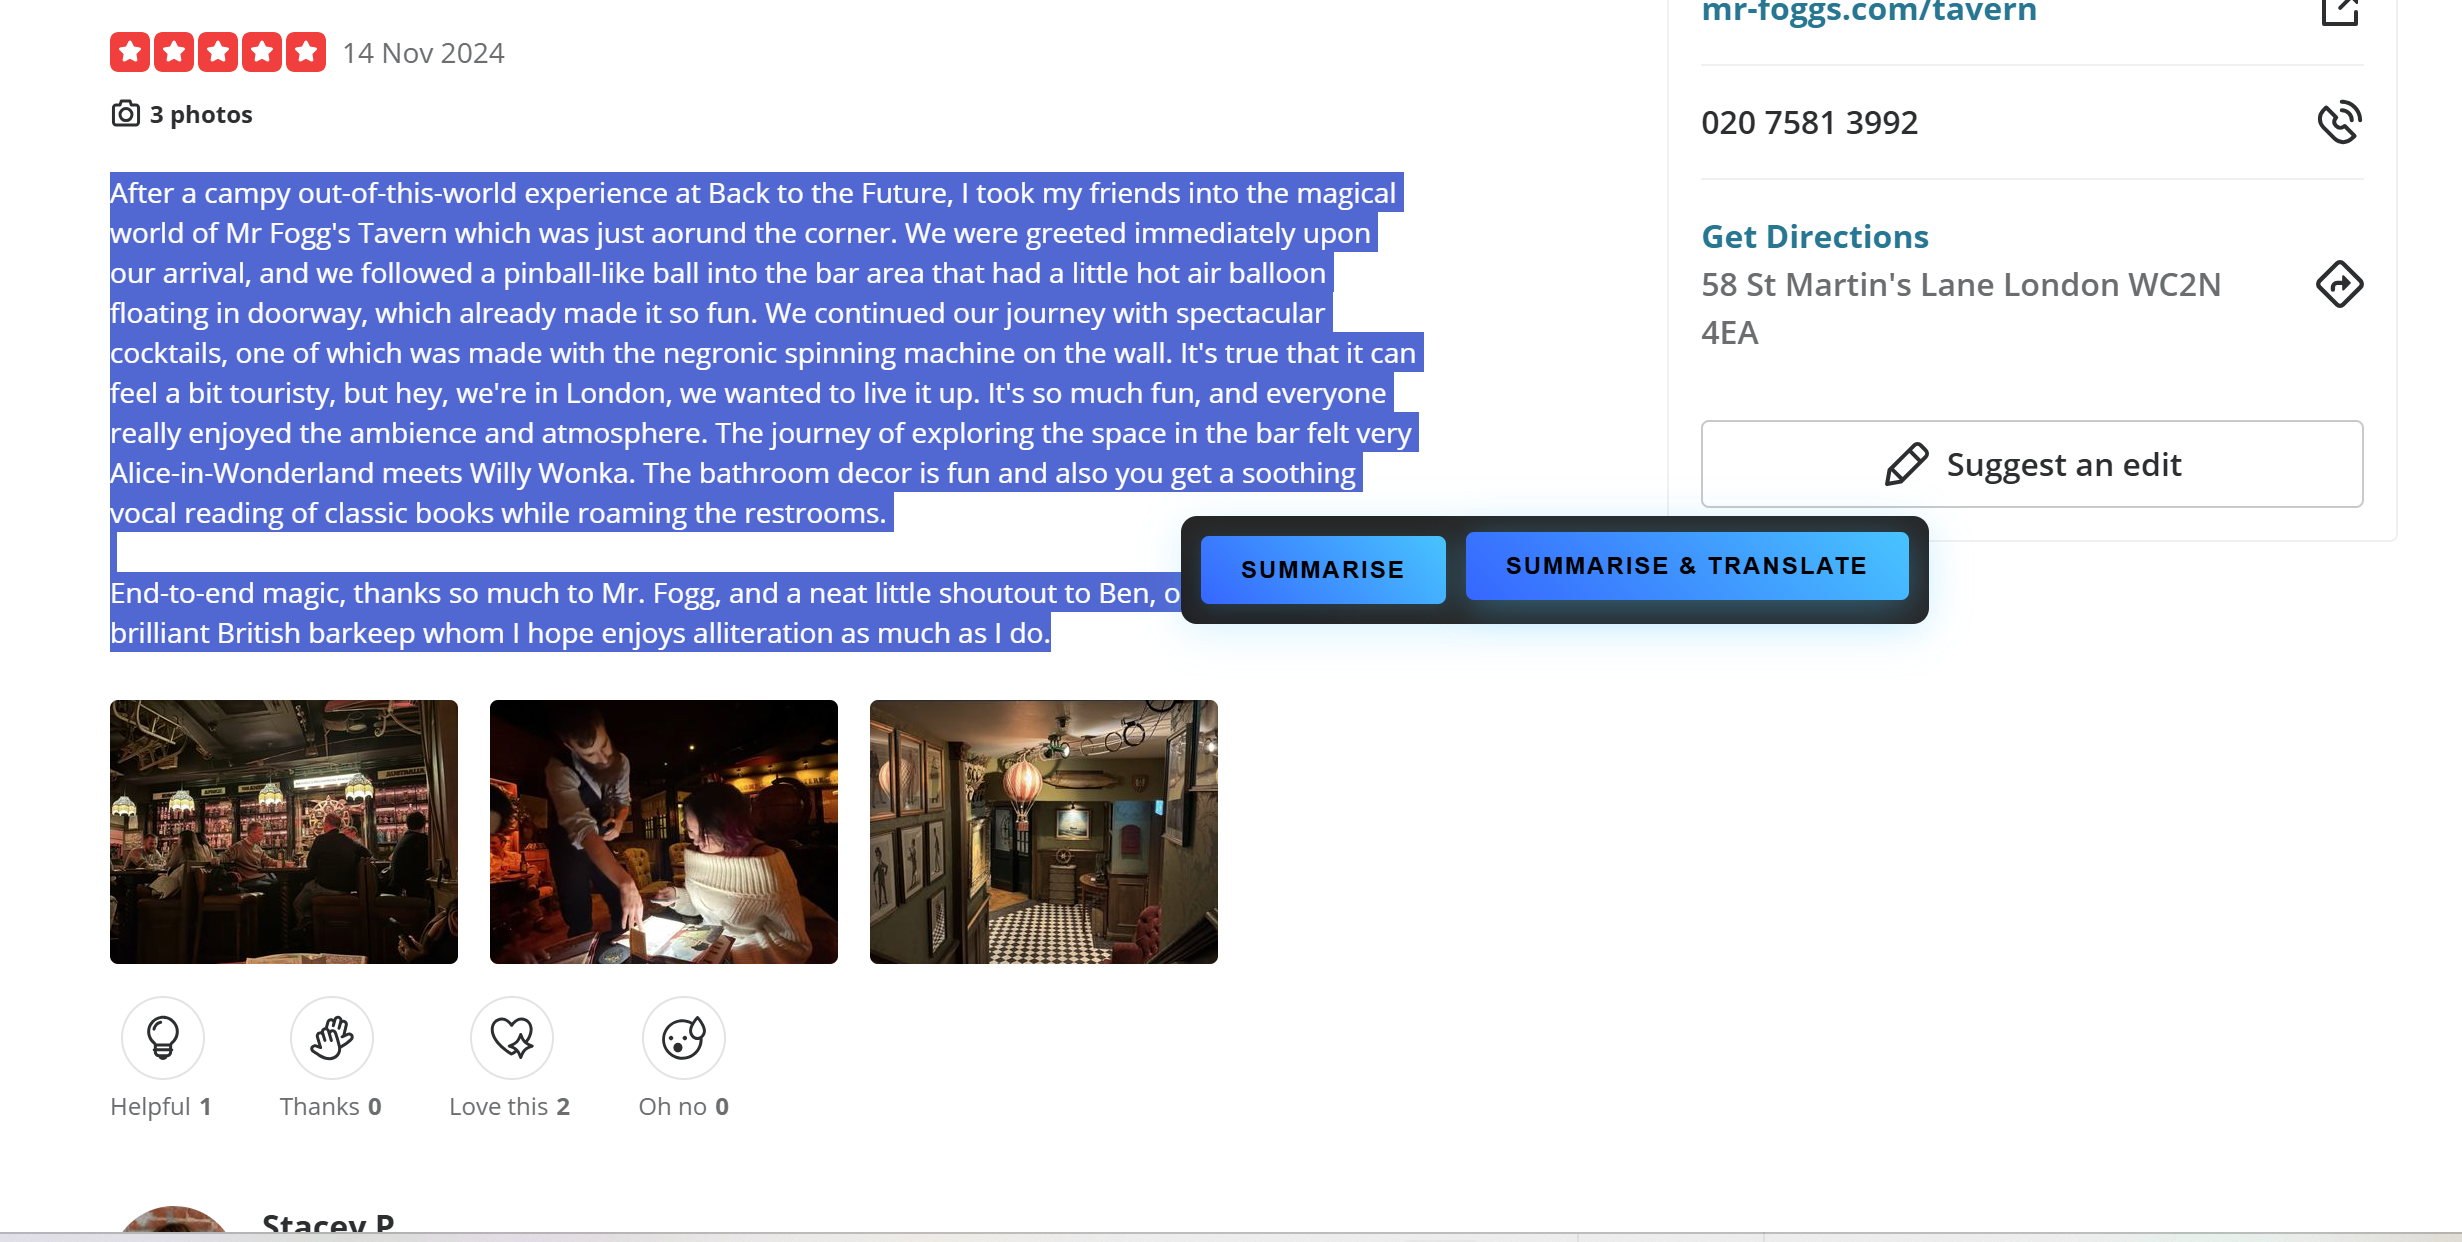 mr-foggs.com/tavern
14 Nov 2024
3 photos
020 7581 3992
After a campy out-of-this-world experience at Back to the Future, I took my friends into the magical
world of Mr Fogg's Tavern which was just aorund the corner. We were greeted immediately upon
our arrival, and we followed a pinball-like ball into the bar area that had a little hot air balloon
floating in doorway, which already made it so fun. We continued our journey with spectacular
cocktails, one of which was made with the negronic spinning machine on the wall. It's true that it can
feel a bit touristy, but hey, we're in London, we wanted to live it up. It's so much fun, and everyone
really enjoyed the ambience and atmosphere. The journey of exploring the space in the bar felt very
Alice-in-Wonderland meets Willy Wonka. The bathroom decor is fun and also you get a soothing
vocal reading of classic books while roaming the restrooms.
End-to-end magic, thanks so much to Mr. Fogg, and a neat little shoutout to Ben,
brilliant British barkeep whom I hope enjoys alliteration as much as I do.
Get Directions
58 St Martin's Lane London WC2N
4EA
Suggest an edit
SUMMARISE
SUMMARISE & TRANSLATE
Helpful 1
Thanks 0
Love this 2
Oh no 0
Stacey P